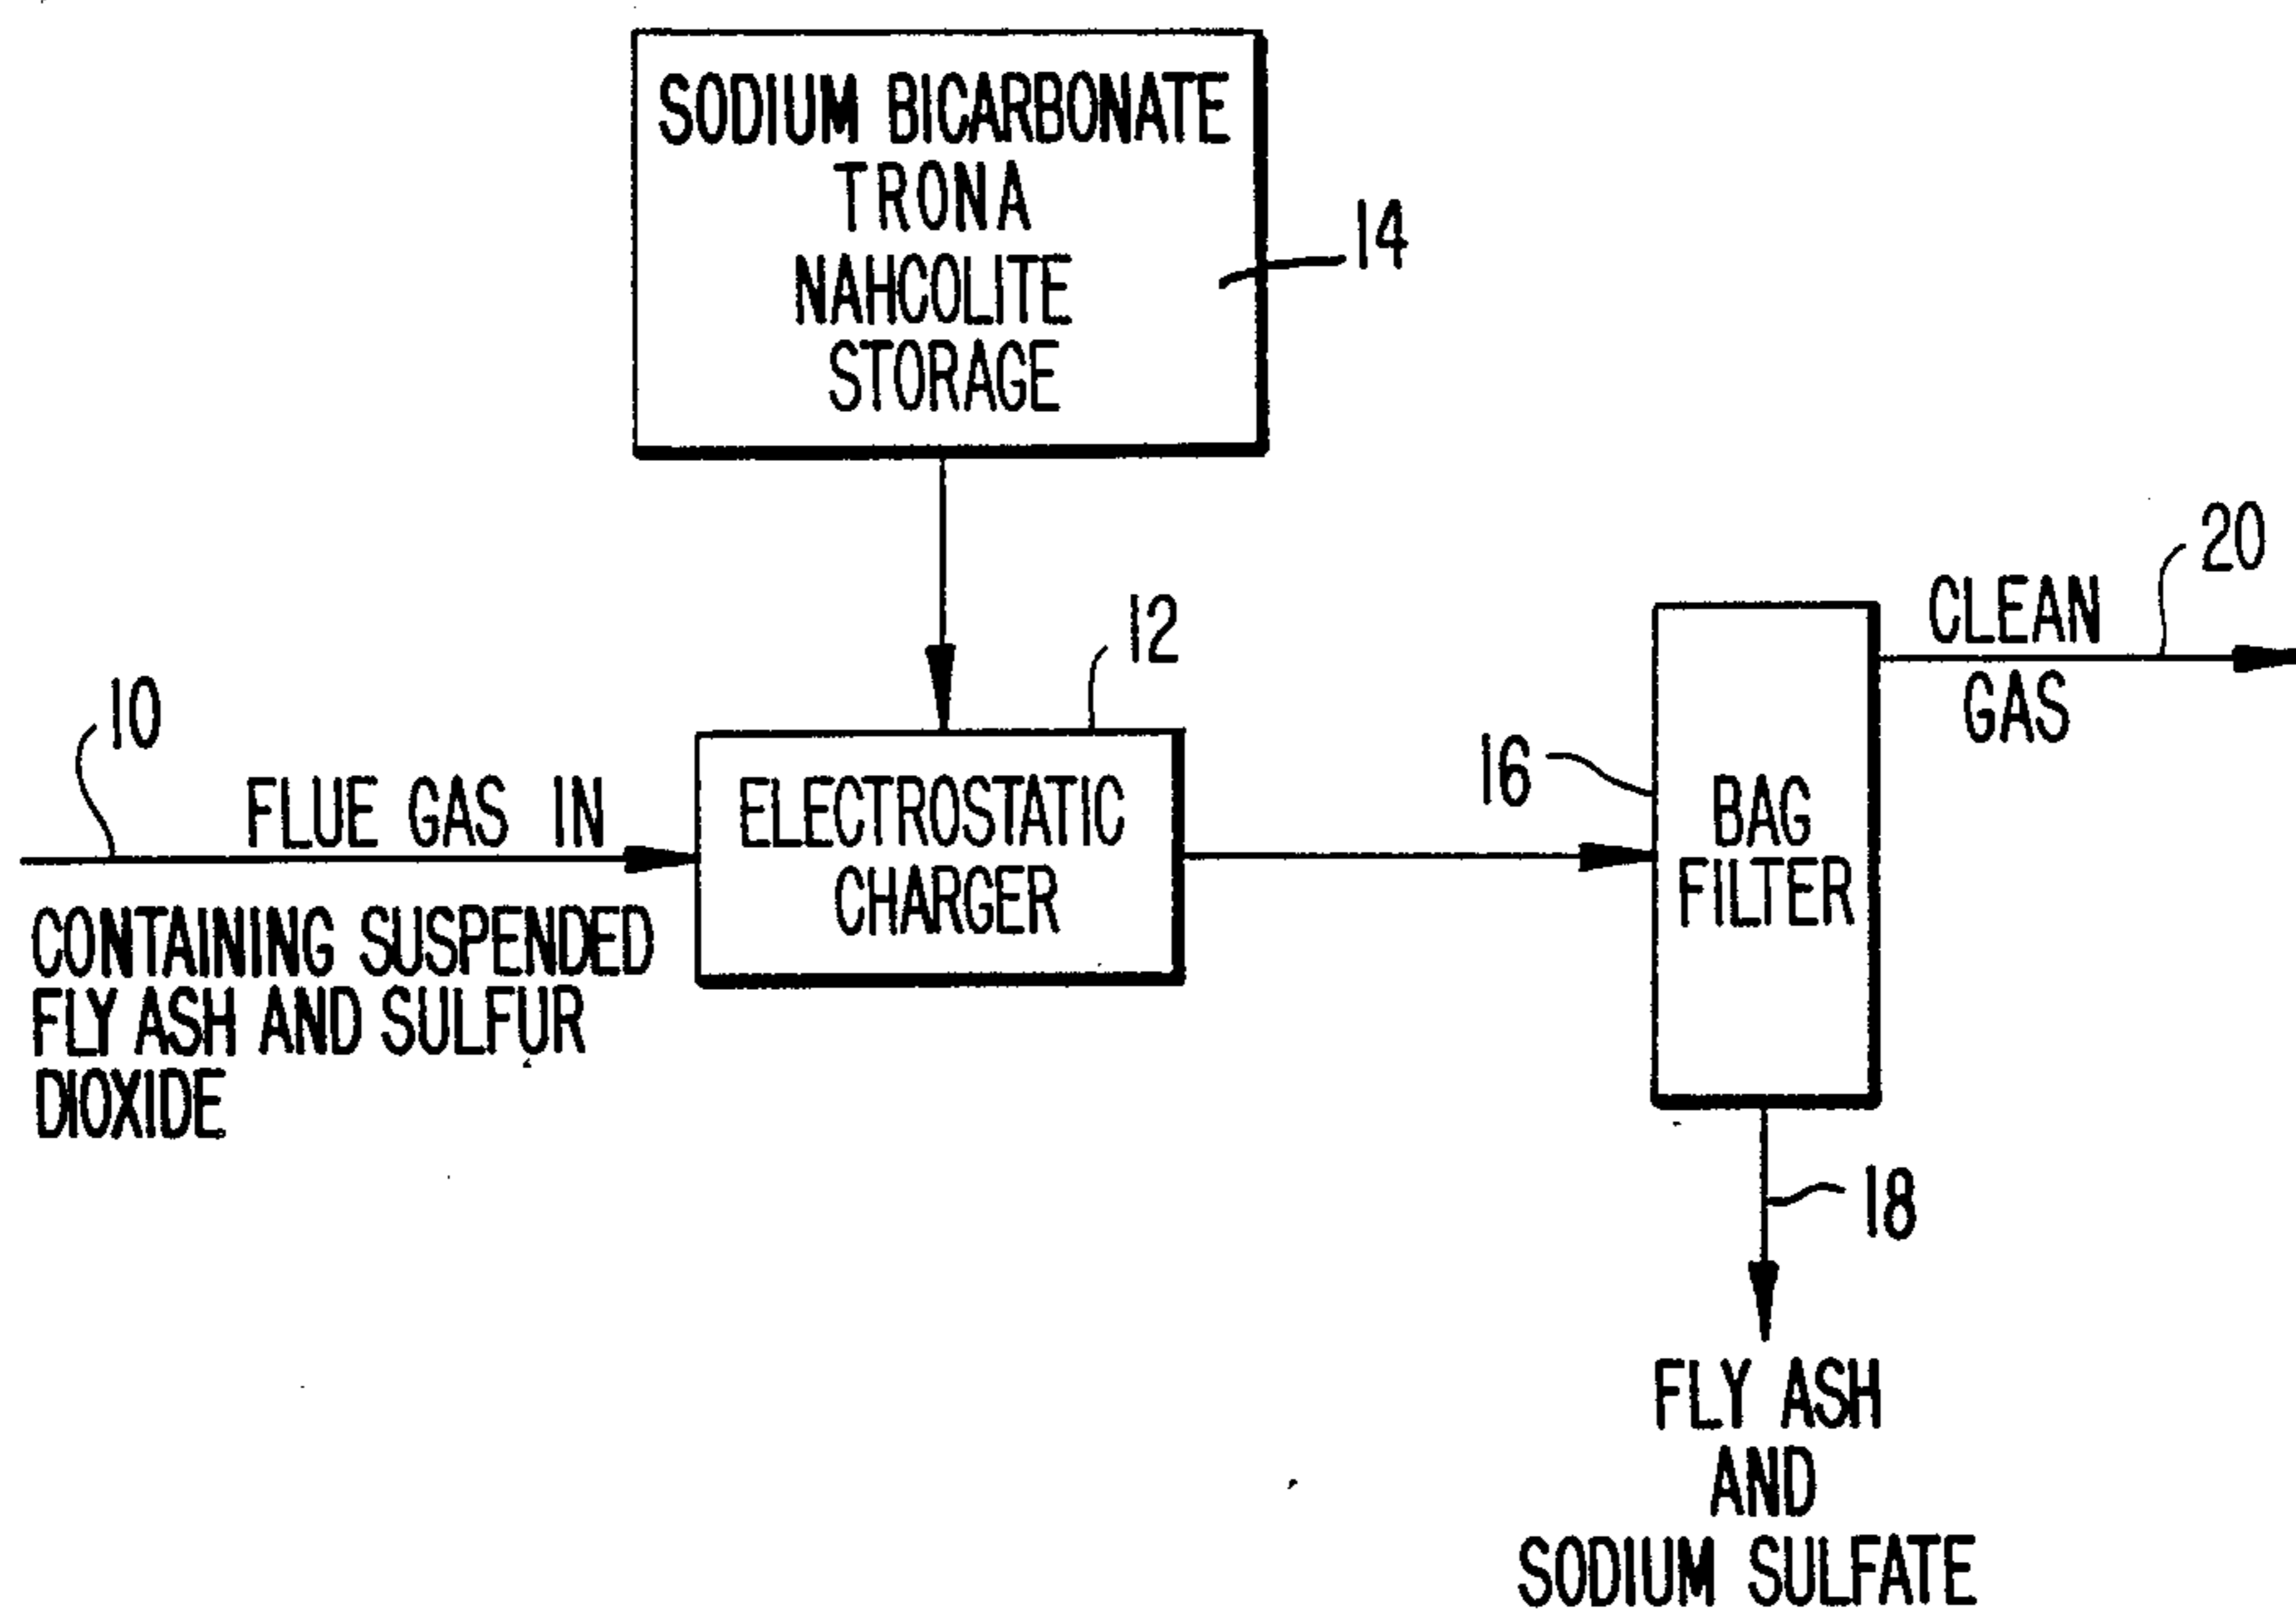 SODIUM BICARBONATE
TRONA
NAHCOLITE
STORAGE
14
12
10
FLUE GAS IN
CONTAINING SUSPENDED
FLY ASH AND SULFUR
DIOXIDE
ELECTROSTATIC
CHARGER
16
BAG
FILTER
20
CLEAN
GAS
18
FLY ASH
AND
SODIUM SULFATE